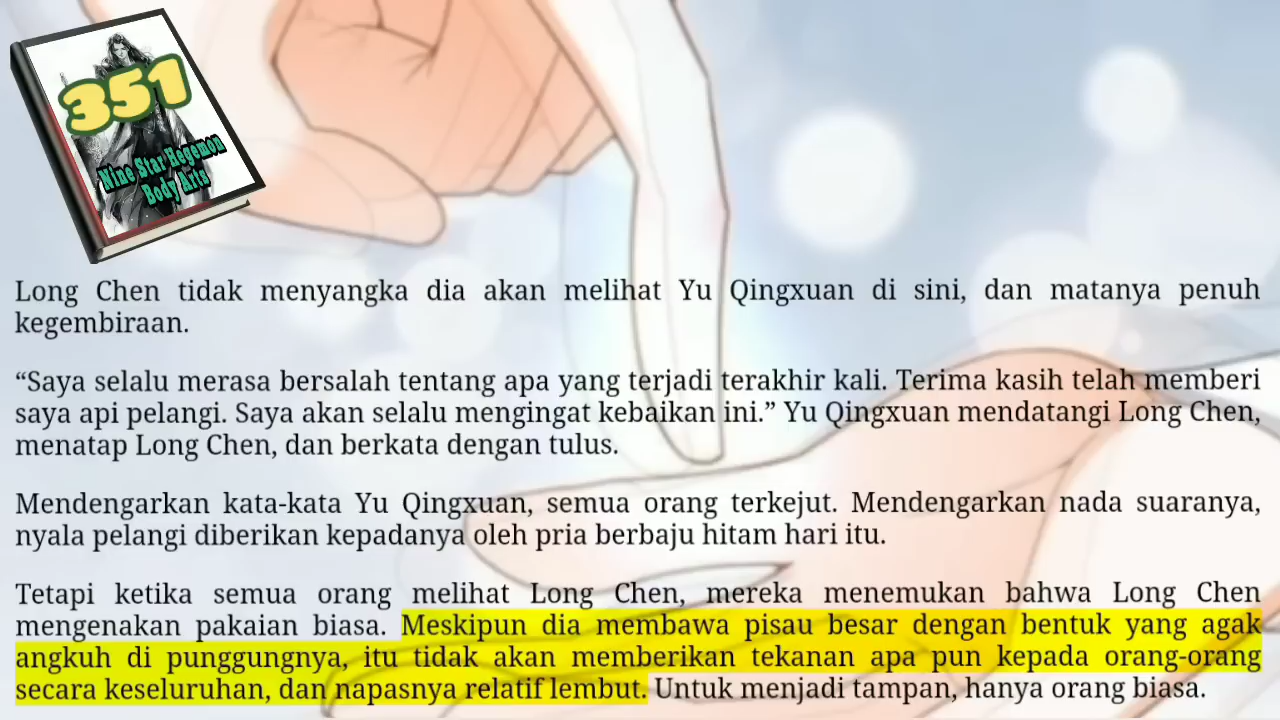 351
Nine Star Hegemon
Body Arts
Long Chen tidak menyangka dia akan melihat Yu Qingxuan di sini, dan matanya penuh
kegembiraan.
“Saya selalu merasa bersalah tentang apa yang terjadi terakhir kali. Terima kasih telah memberi
saya api pelangi. Saya akan selalu mengingat kebaikan ini.” Yu Qingxuan mendatangi Long Chen,
menatap Long Chen, dan berkata dengan tulus.
Mendengarkan kata-kata Yu Qingxuan, semua orang terkejut. Mendengarkan nada suaranya,
nyala pelangi diberikan kepadanya oleh pria berbaju hitam hari itu.
Tetapi ketika semua orang melihat Long Chen, mereka menemukan bahwa Long Chen
mengenakan pakaian biasa. Meskipun dia membawa pisau besar dengan bentuk yang agak
angkuh di punggungnya, itu tidak akan memberikan tekanan apa pun kepada orang-orang
secara keseluruhan, dan napasnya relatif lembut. Untuk menjadi tampan, hanya orang biasa.